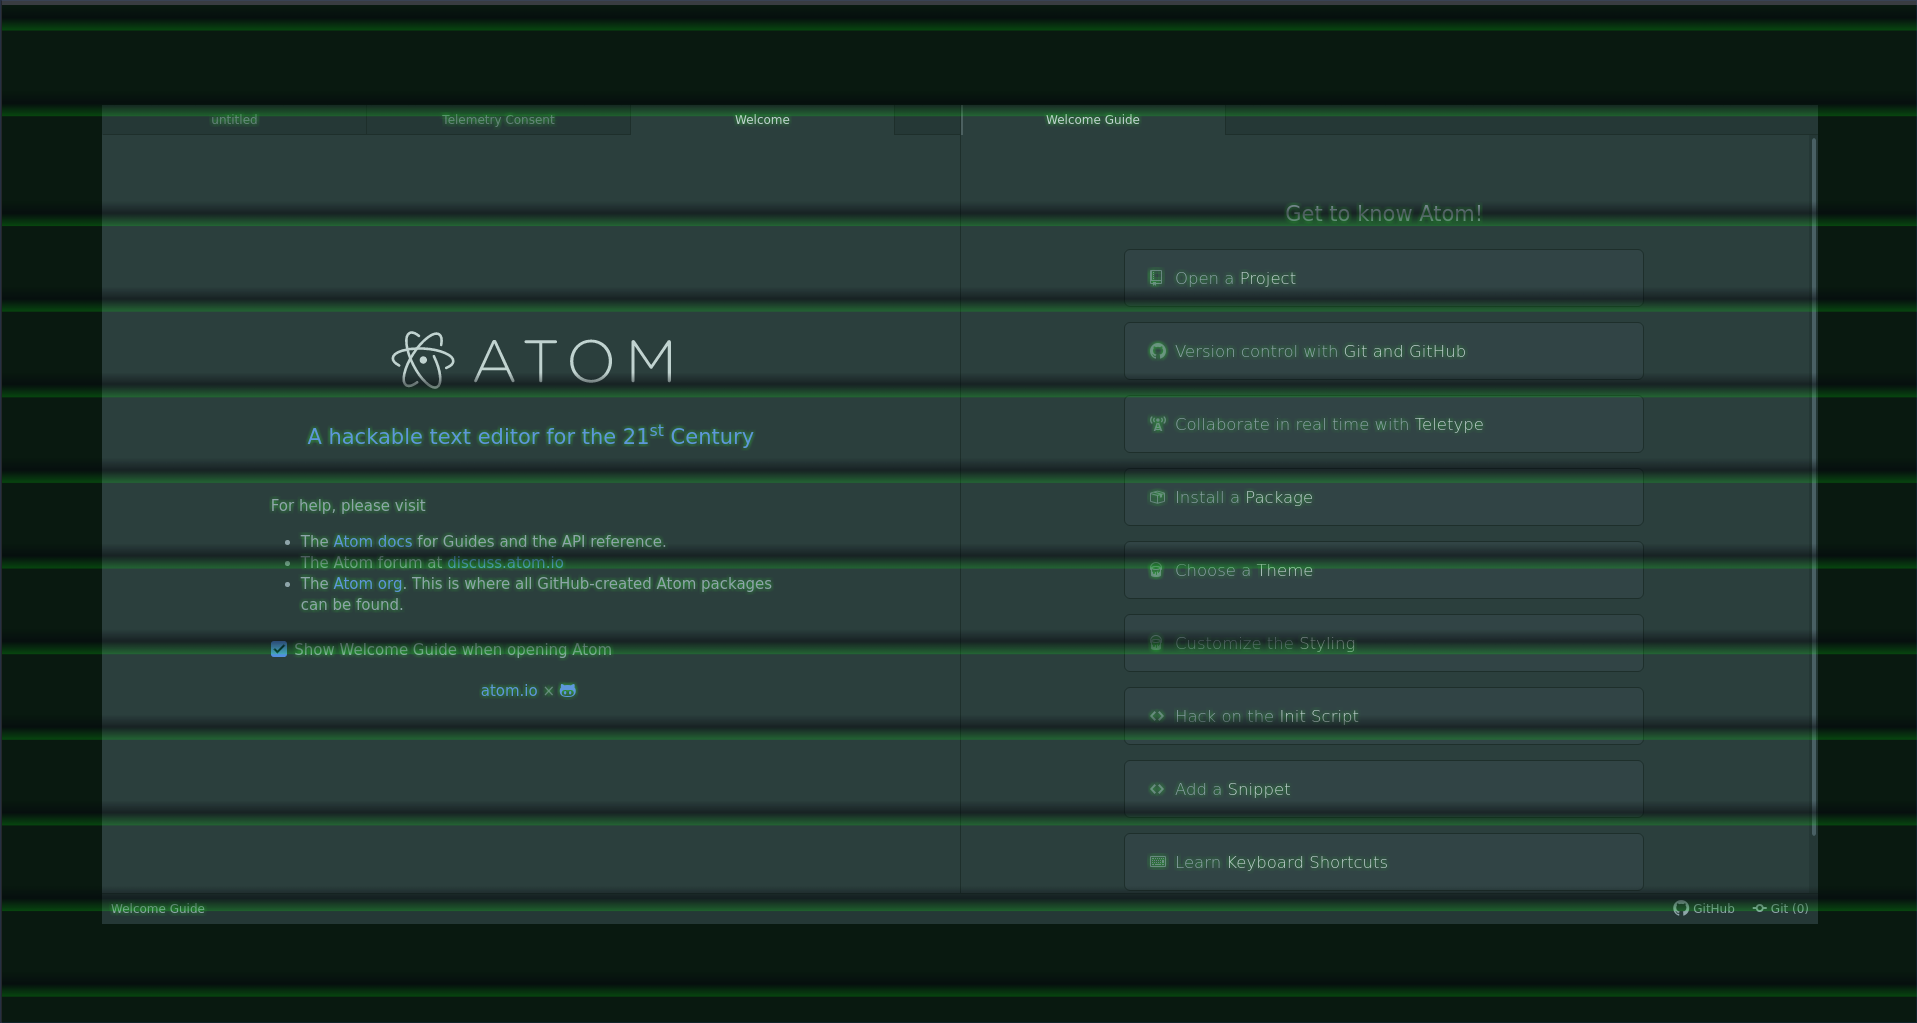 untitled
Telemetry Consent
Welcome
Welcome Guide
ATOM
A hackable text editor for the 21st Century
For help, please visit
The Atom docs for Guides and the API reference.
The Atom forum at discuss.atom.io
The Atom org. This is where all GitHub-created Atom packages
can be found.
Show Welcome Guide when opening Atom
atom.io ×
Get to know Atom!
Open a Project
Version control with Git and GitHub
Collaborate in real time with Teletype
Install a Package
Choose a Theme
Customize the Styling
Hack on the Init Script
Add a Snippet
Learn Keyboard Shortcuts
Welcome Guide
GitHub
Git (0)